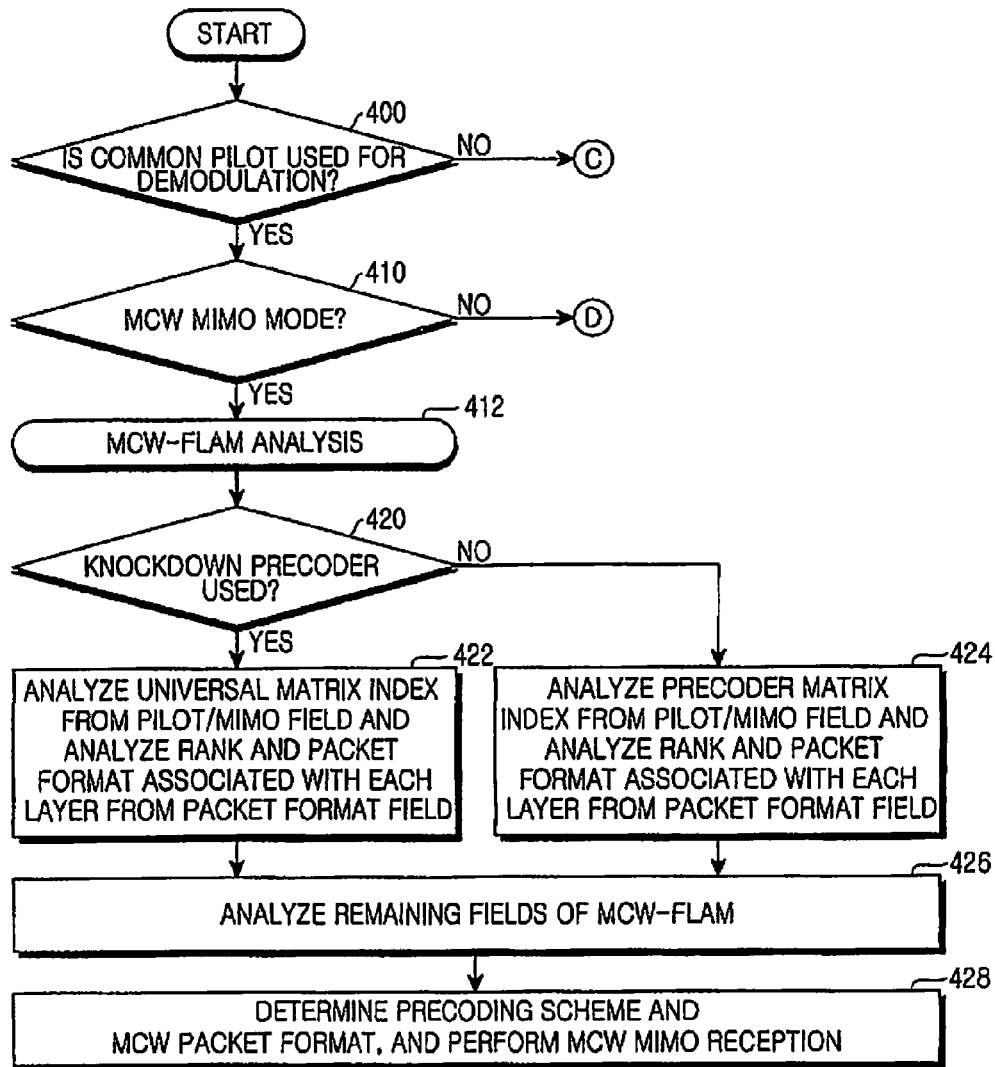 START
400
IS COMMON PILOT USED FOR
DEMODULATION?
NO
C
YES
410
MCW MIMO MODE?
NO
D
YES
412
MCW-FLAM ANALYSIS
420
KNOCKDOWN PRECODER
USED?
NO
YES
422
ANALYZE UNIVERSAL MATRIX INDEX
FROM PILOT/MIMO FIELD AND
ANALYZE RANK AND PACKET
FORMAT ASSOCIATED WITH EACH
LAYER FROM PACKET FORMAT FIELD
424
ANALYZE PRECODER MATRIX
INDEX FROM PILOT/MIMO FIELD AND
ANALYZE RANK AND PACKET
FORMAT ASSOCIATED WITH EACH
LAYER FROM PACKET FORMAT FIELD
426
ANALYZE REMAINING FIELDS OF MCW-FLAM
428
DETERMINE PRECODING SCHEME AND
MCW PACKET FORMAT, AND PERFORM MCW MIMO RECEPTION